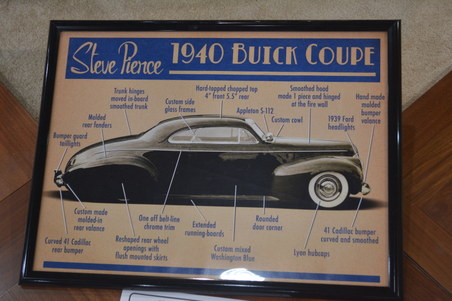 Steve Pierce 1940 BUICK COUPE
Trunk hinges
moved in-board
smoothed trunk
Hard-topped chopped top
4" front 5.5" rear
Smoothed hood
made 1 piece and hinged
at the fire wall
Hand made
molded
bumper
valance
Custom side
glass frames
Appleton S-112
Custom cowl
1939 Ford
headlights
Molded
rear fenders
Bumper guard
taillights
Custom made
molded-in
rear valance
One off belt-line
chrome trim
Extended
running-boards
Rounded
door corner
41 Cadillac bumper
curved and smoothed
Curved 41 Cadillac
rear bumper
Reshaped rear wheel
openings with
flush mounted skirts
Custom mixed
Washington Blue
Lyon hubcaps